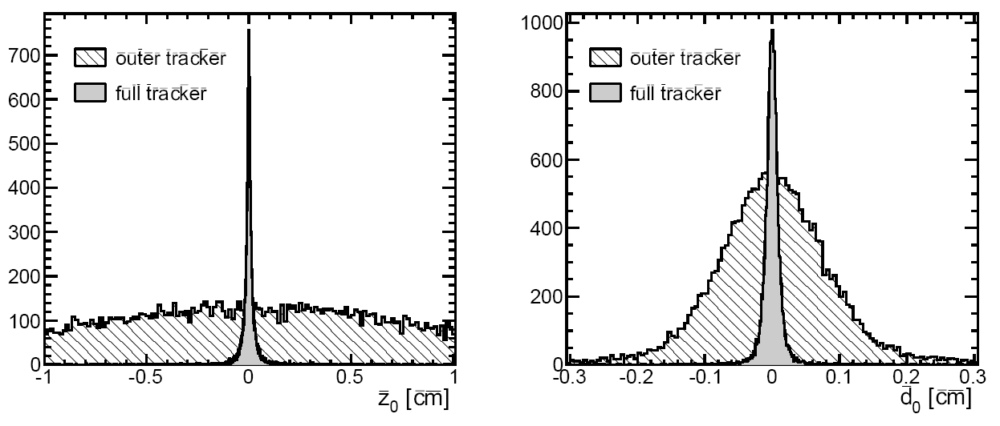 700
600
500
400
300
200
100
0
outer tracker
full tracker
-1 -0.5 0 0.5 1
z̄₀ [cm]
1000
800
600
400
200
0
outer tracker
full tracker
-0.3 -0.2 -0.1 0 0.1 0.2 0.3
d̄₀ [cm]